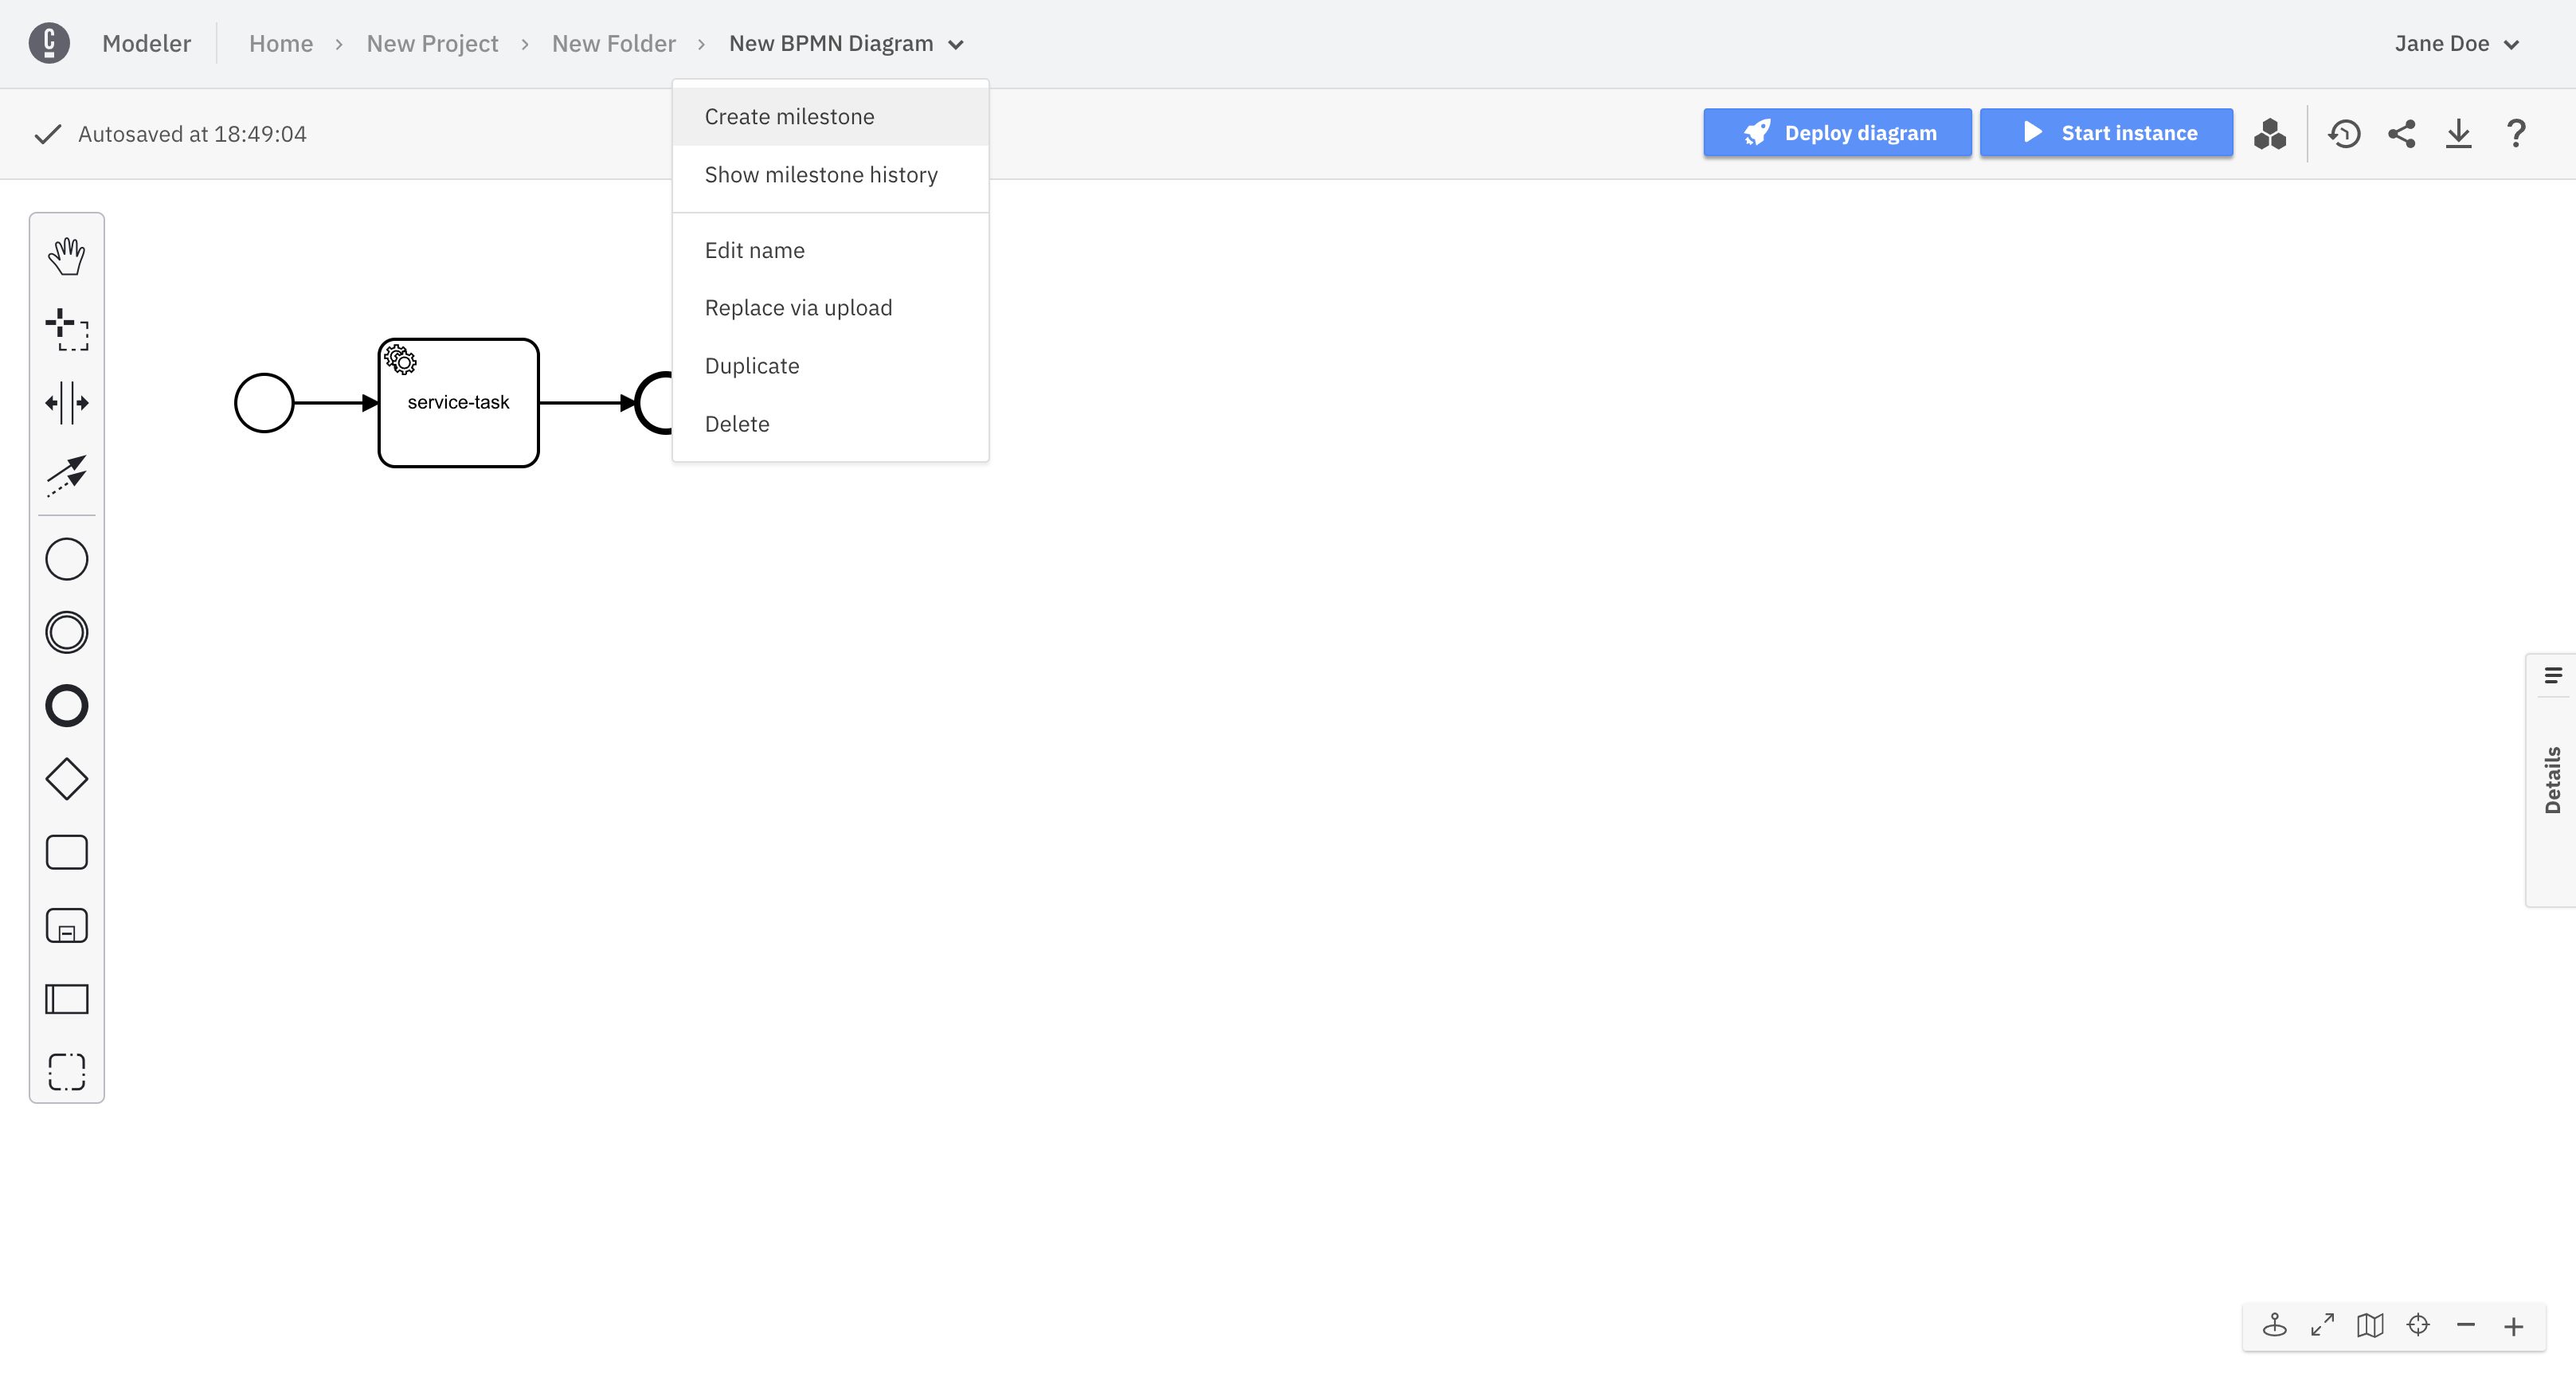 Modeler
Home › New Project › New Folder › New BPMN Diagram
Jane Doe
Autosaved at 18:49:04
Deploy diagram
Start instance
Create milestone
Show milestone history
Edit name
Replace via upload
Duplicate
Delete
service-task
Details